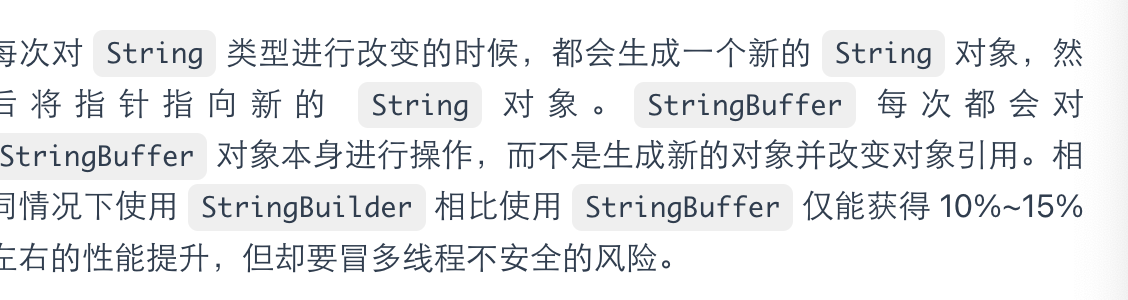 每次对 String 类型进行改变的时候，都会生成一个新的 String 对象，然
后将指针指向新的 String 对象。StringBuffer 每次都会对
StringBuffer 对象本身进行操作，而不是生成新的对象并改变对象引用。相
同情况下使用 StringBuilder 相比使用 StringBuffer 仅能获得 10%~15%
左右的性能提升，但却要冒多线程不安全的风险。